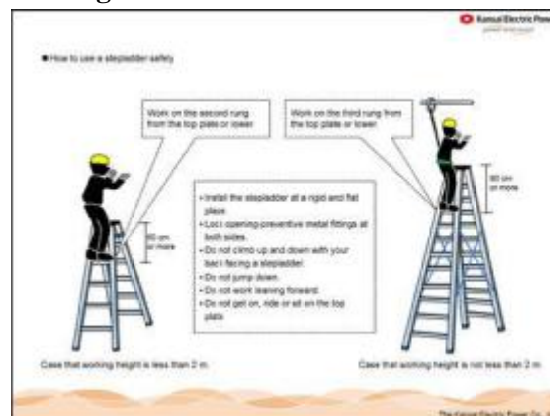 Kansai Electric Power
■How to use a stepladder safety
Work on the second rung
from the top plate or lower.
Work on the third rung from
the top plate or lower.
60 cm
or more
90 cm
or more
•Install the stepladder at a rigid and flat
place.
•Loci opening-preventive metal fittings at
both sides.
•Do not climb up and down with your
baci facing a stepladder.
•Do not jump down.
•Do not work leaning forward.
•Do not get on, ride or sit on the top
plate.
Case that working height is less than 2 m
Case that working height is not less than 2 m
The Kansai Electric Power Co.,